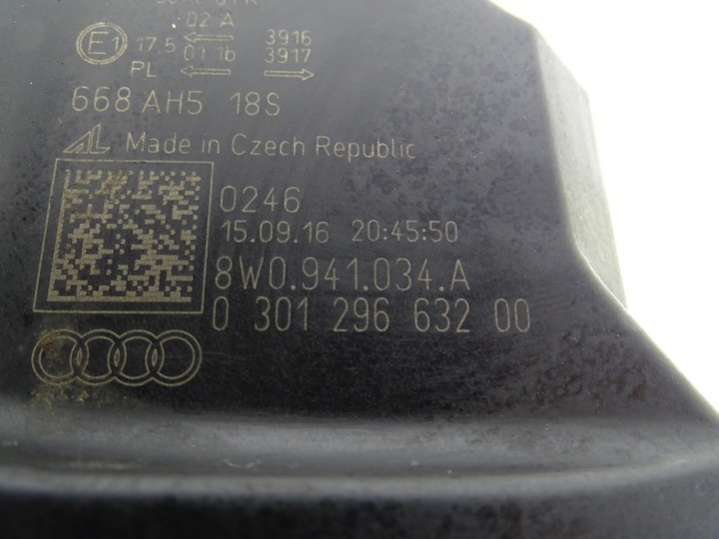 02 A
E1 17.5 01 1b 3916
PL 3917
668 AH5 18S
AL Made in Czech Republic
0246
15.09.16 20:45:50
8W0.941.034.A
0 301 296 632 00